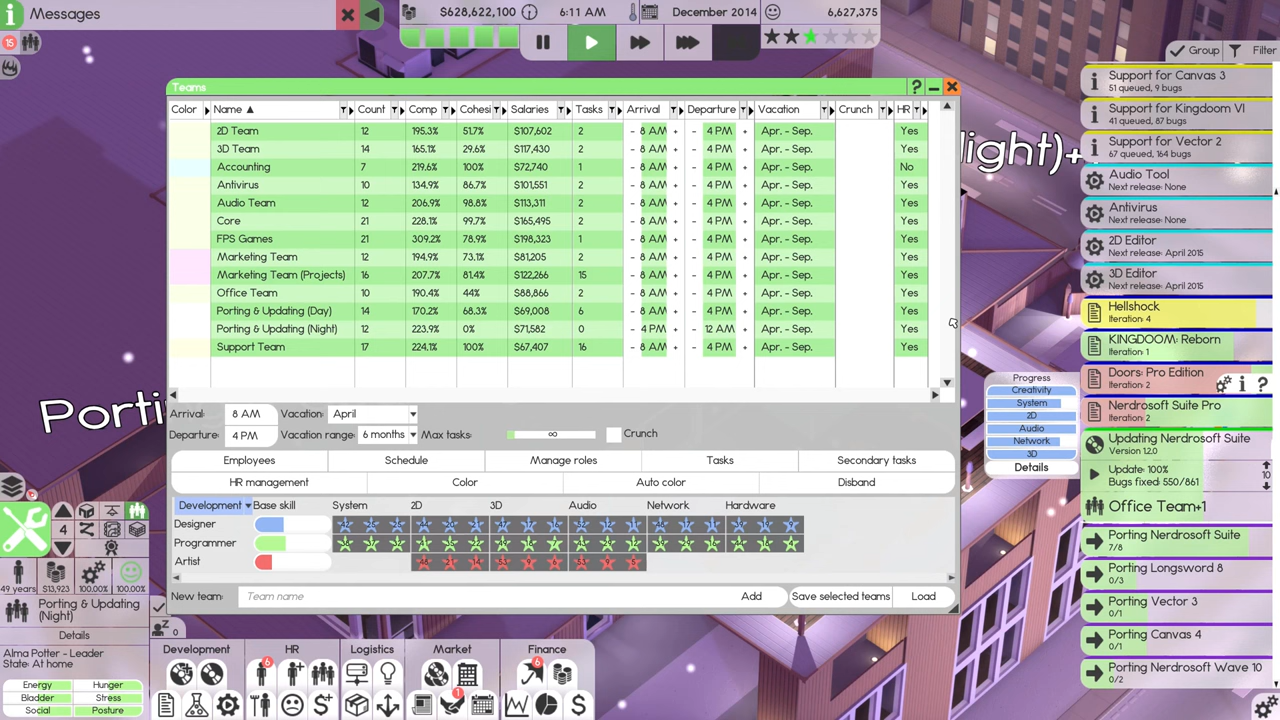 Messages
$628,622,100
6:11 AM
December 2014
6,627,375
15
Group
Filter
Teams
?
Color
Name
Count
Comp
Cohesi
Salaries
Tasks
Arrival
Departure
Vacation
Crunch
HR
2D Team 12 195.3% 51.7% $107,602 2 - 8 AM + - 4 PM + Apr. - Sep. Yes
3D Team 14 165.1% 29.6% $117,430 2 - 8 AM + - 4 PM + Apr. - Sep. Yes
Accounting 7 219.6% 100% $72,740 1 - 8 AM + - 4 PM + Apr. - Sep. No
Antivirus 10 134.9% 86.7% $101,551 2 - 8 AM + - 4 PM + Apr. - Sep. Yes
Audio Team 12 206.9% 98.8% $113,311 2 - 8 AM + - 4 PM + Apr. - Sep. Yes
Core 21 228.1% 99.7% $165,495 2 - 8 AM + - 4 PM + Apr. - Sep. Yes
FPS Games 21 309.2% 78.9% $198,323 1 - 8 AM + - 4 PM + Apr. - Sep. Yes
Marketing Team 12 194.9% 73.1% $81,205 2 - 8 AM + - 4 PM + Apr. - Sep. Yes
Marketing Team (Projects) 16 207.7% 81.4% $122,266 15 - 8 AM + - 4 PM + Apr. - Sep. Yes
Office Team 10 190.4% 44% $88,866 2 - 8 AM + - 4 PM + Apr. - Sep. Yes
Porting & Updating (Day) 14 170.2% 68.3% $69,008 6 - 8 AM + - 4 PM + Apr. - Sep. Yes
Porting & Updating (Night) 12 223.9% 0% $71,582 0 - 4 PM + - 12 AM + Apr. - Sep. Yes
Support Team 17 224.1% 100% $67,407 16 - 8 AM + - 4 PM + Apr. - Sep. Yes
Arrival: 8 AM Vacation: April
Departure: 4 PM Vacation range: 6 months Max tasks: ∞ Crunch
Employees
Schedule
Manage roles
Tasks
Secondary tasks
HR management
Color
Auto color
Disband
Development Base skill System 2D 3D Audio Network Hardware
Designer
Programmer
Artist
New team: Team name Add Save selected teams Load
light)+
Porti
Support for Canvas 3
51 queued, 9 bugs
Support for Kingdom VI
41 queued, 87 bugs
Support for Vector 2
67 queued, 164 bugs
Audio Tool
Next release: None
Antivirus
Next release: None
2D Editor
Next release: April 2015
3D Editor
Next release: April 2015
Hellshock
Iteration: 4
KINGDOOM: Reborn
Iteration: 1
Doors: Pro Edition
Iteration: 2
i ?
Nerdrosoft Suite Pro
Iteration: 2
Updating Nerdrosoft Suite
Version 1.2.0
Update: 100%
Bugs fixed: 550/861
10
Office Team+1
Porting Nerdrosoft Suite
7/8
Porting Longsword 8
0/3
Porting Vector 3
0/1
Porting Canvas 4
0/1
Porting Nerdrosoft Wave 10
0/2
Progress
Creativity
System
2D
Audio
Network
3D
Details
4
49 years
$13,923
100.00%
100.00%
Porting & Updating
(Night)
Details
Alma Potter - Leader
State: At home
Energy
Hunger
Bladder
Stress
Social
Posture
0
Development
HR
Logistics
Market
Finance
6
6
1